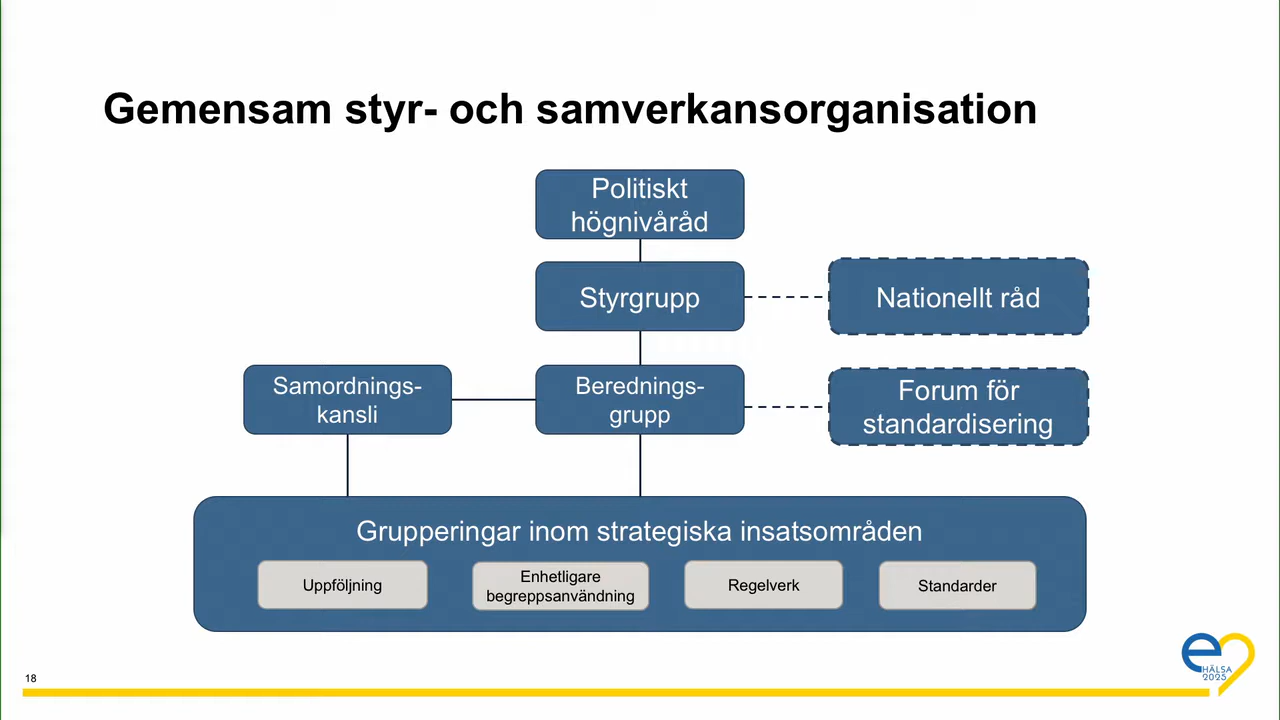 Gemensam styr- och samverkansorganisation
Politiskt
högnivåråd
Styrgrupp
Nationellt råd
Samordnings-
kansli
Berednings-
grupp
Forum för
standardisering
Grupperingar inom strategiska insatsområden
Uppföljning
Enhetligare
begreppsanvändning
Regelverk
Standarder
18
e
HÄLSA
2025